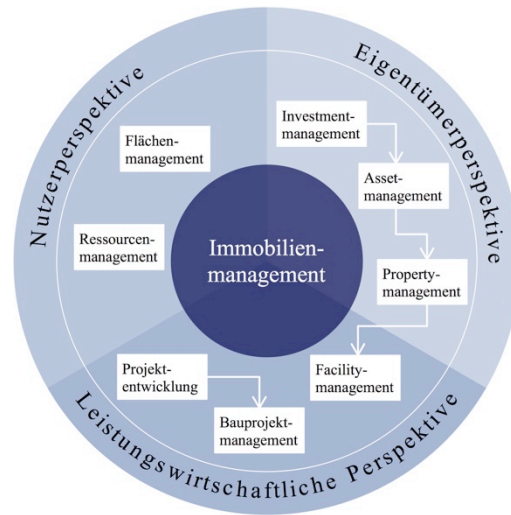 Nutzerperspektive
Eigentümerperspektive
Leistungswirtschaftliche Perspektive
Immobilien-
management
Flächen-
management
Ressourcen-
management
Investment-
management
Asset-
management
Property-
management
Facility-
management
Projekt-
entwicklung
Bauprojekt-
management